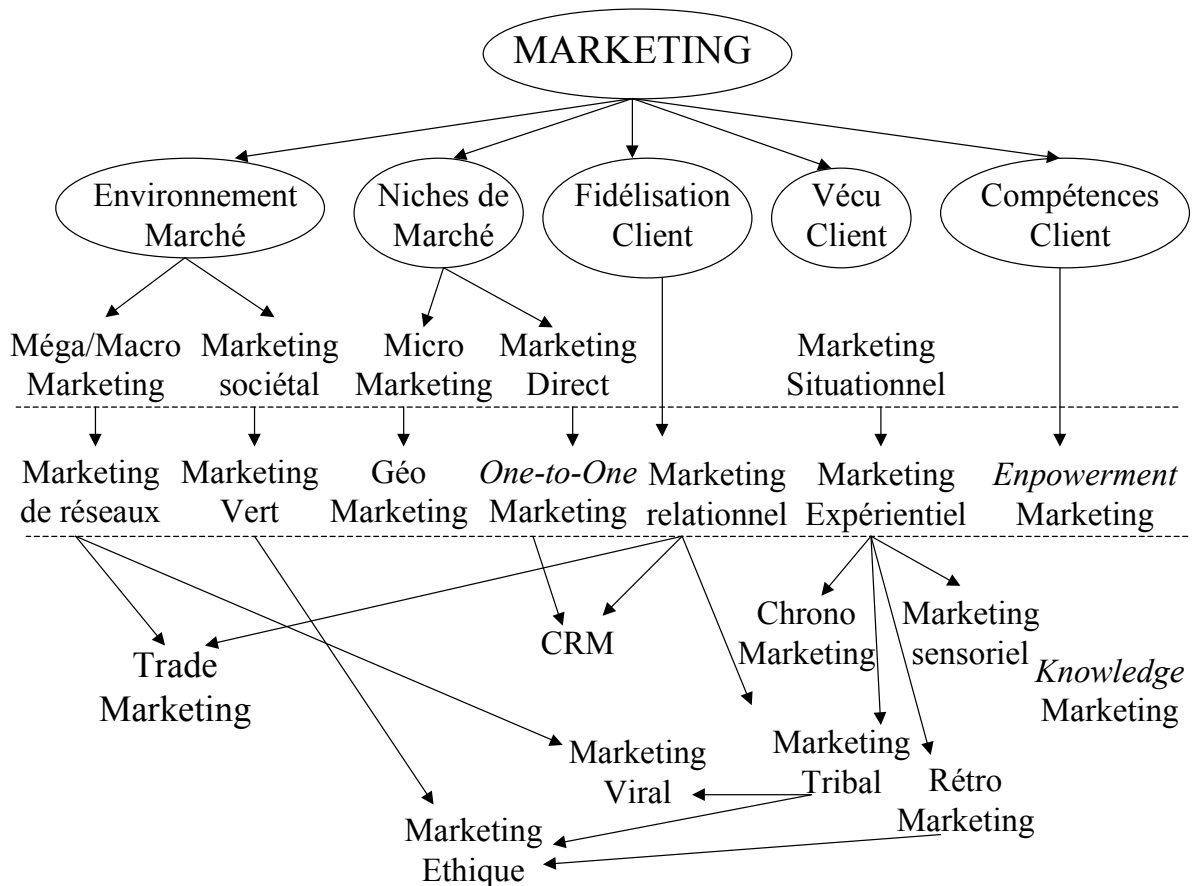 MARKETING
Environnement
Marché
Niches de
Marché
Fidélisation
Client
Vécu
Client
Compétences
Client
Méga/Macro
Marketing
Marketing
sociétal
Micro
Marketing
Marketing
Direct
Marketing
Situationnel
Marketing
de réseaux
Marketing
Vert
Géo
Marketing
One-to-One
Marketing
Marketing
relationnel
Marketing
Expérientiel
Enpowerment
Marketing
Trade
Marketing
CRM
Chrono
Marketing
Marketing
sensoriel
Knowledge
Marketing
Marketing
Viral
Marketing
Tribal
Rétro
Marketing
Marketing
Ethique